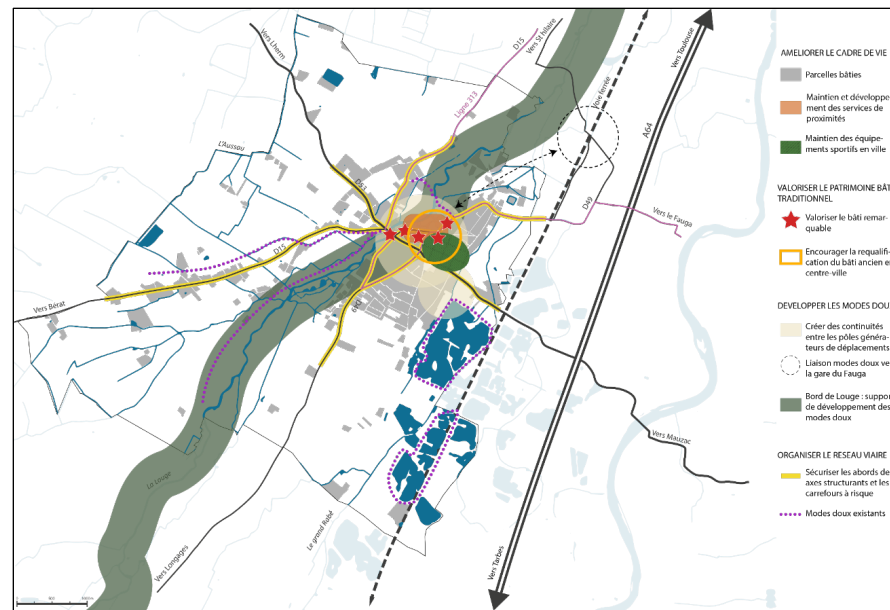 AMELIORER LE CADRE DE VIE
Parcelles bâties
Maintien et développe-
ment des services de
proximités
Maintien des équipe-
ments sportifs en ville
VALORISER LE PATRIMOINE BÂT
TRADITIONNEL
Valoriser le bâti remar-
quable
Encourager la requalifi-
cation du bâti ancien e
centre-ville
DEVELOPPER LES MODES DOU
Créer des continuités
entre les pôles généra-
teurs de déplacements
Liaison modes doux ve
la gare du Fauga
Bord de Louge : suppor
de développement des
modes doux
ORGANISER LE RESEAU VIAIRE
Sécuriser les abords de
axes structurants et les
carrefours à risque
Modes doux existants
Vers Lherm
D15
Vers St hilaire
Ligne 313
Voie ferrée
Vers Toulouse
A64
L'Aussau
D53
D49
Vers le Fauga
D15
Vers Bérat
Vers Mauzac
La Louge
Le grand Rabé
Vers Longages
Vers Tarbes